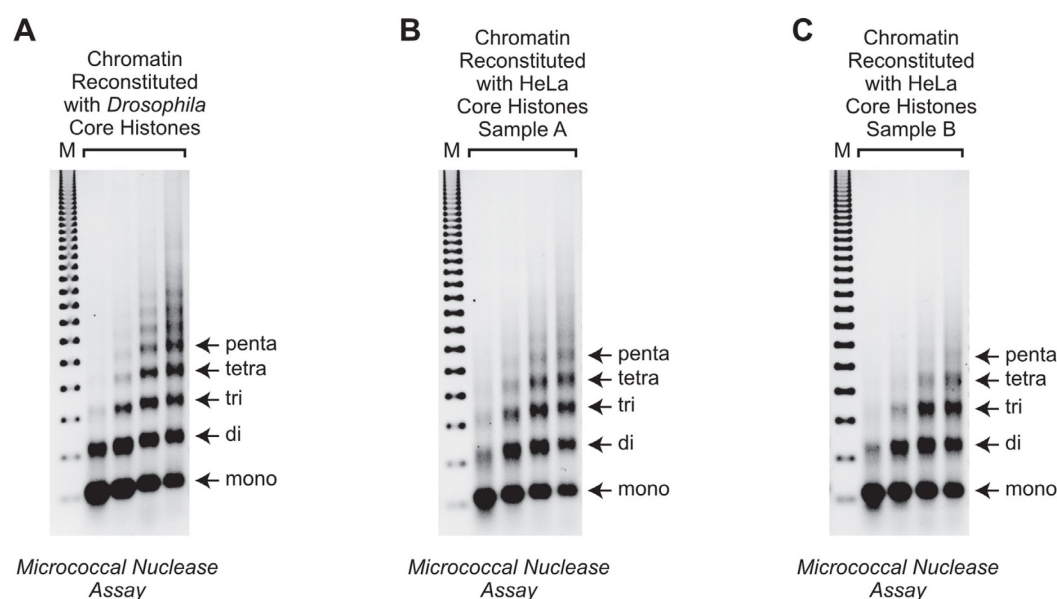 A
Chromatin
Reconstituted
with Drosophila
Core Histones
M
penta
tetra
tri
di
mono
Micrococcal Nuclease
Assay
B
Chromatin
Reconstituted
with HeLa
Core Histones
Sample A
M
penta
tetra
tri
di
mono
Micrococcal Nuclease
Assay
C
Chromatin
Reconstituted
with HeLa
Core Histones
Sample B
M
penta
tetra
tri
di
mono
Micrococcal Nuclease
Assay